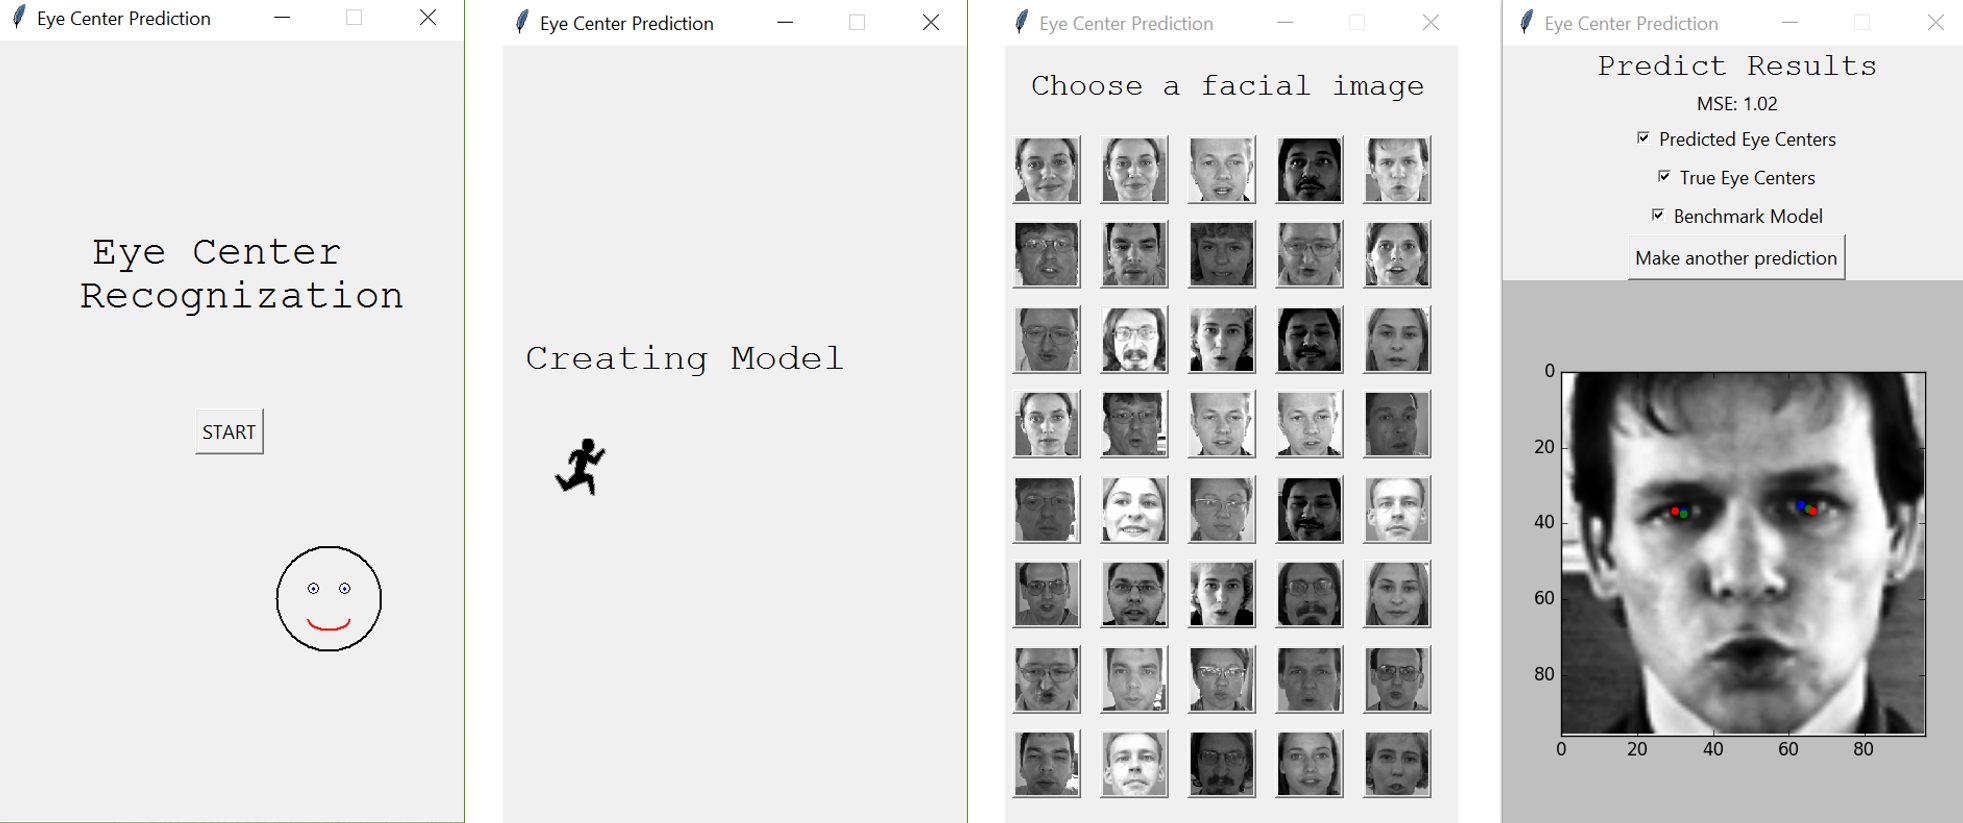 Eye Center Prediction
Eye Center
Recognization
START
Eye Center Prediction
Creating Model
Eye Center Prediction
Choose a facial image
Eye Center Prediction
Predict Results
MSE: 1.02
Predicted Eye Centers
True Eye Centers
Benchmark Model
Make another prediction
0
20
40
60
80
0 20 40 60 80